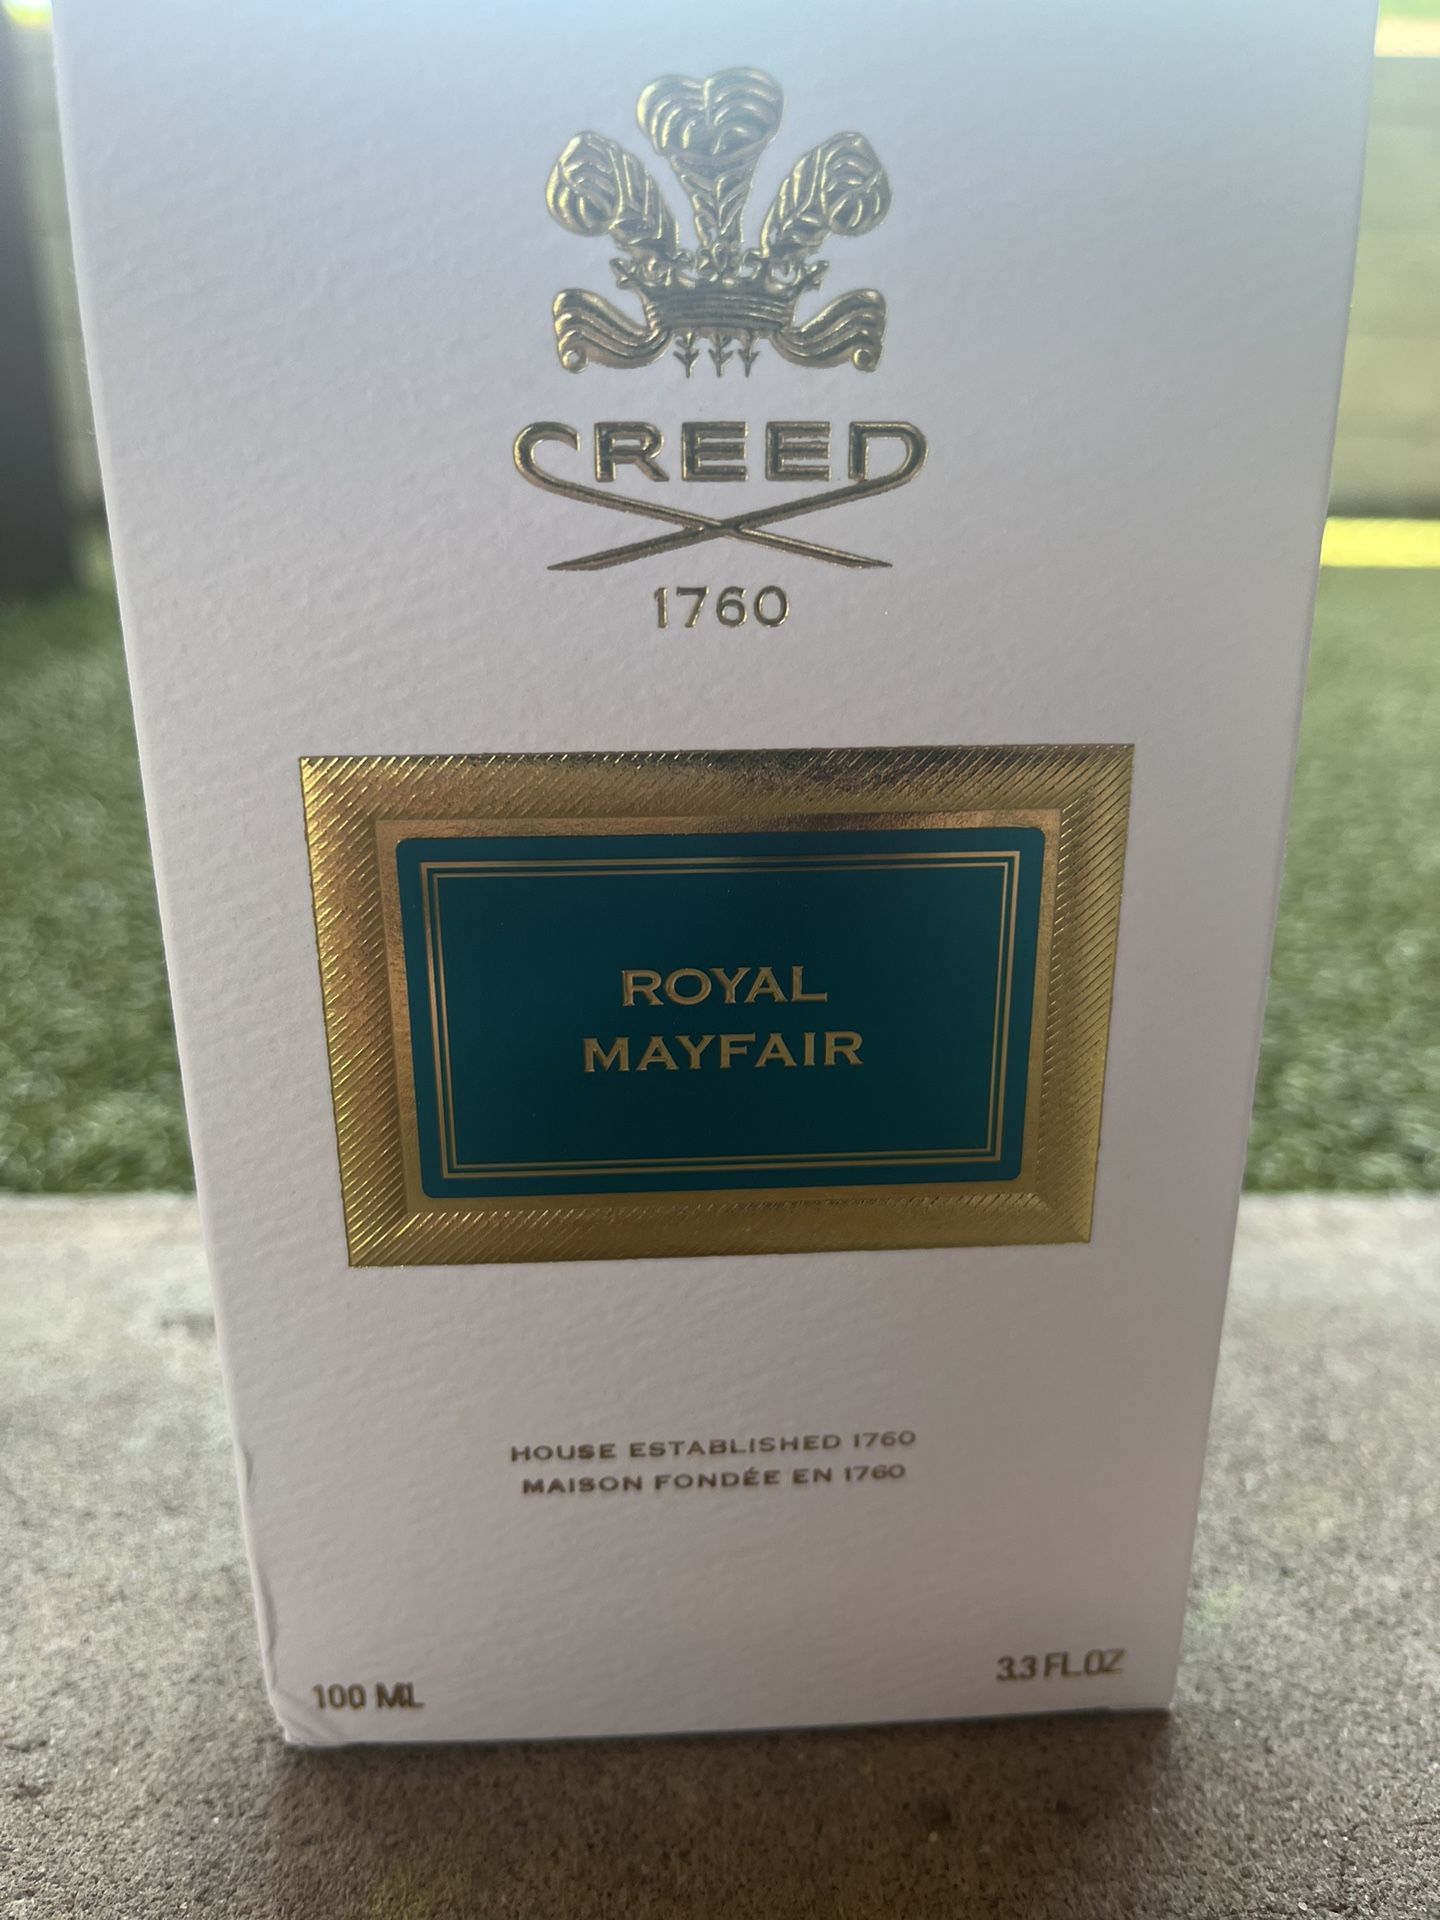 CREED
1760
ROYAL
MAYFAIR
HOUSE ESTABLISHED 1760
MAISON FONDÉE EN 1760
100 ML
3.3 FL.OZ